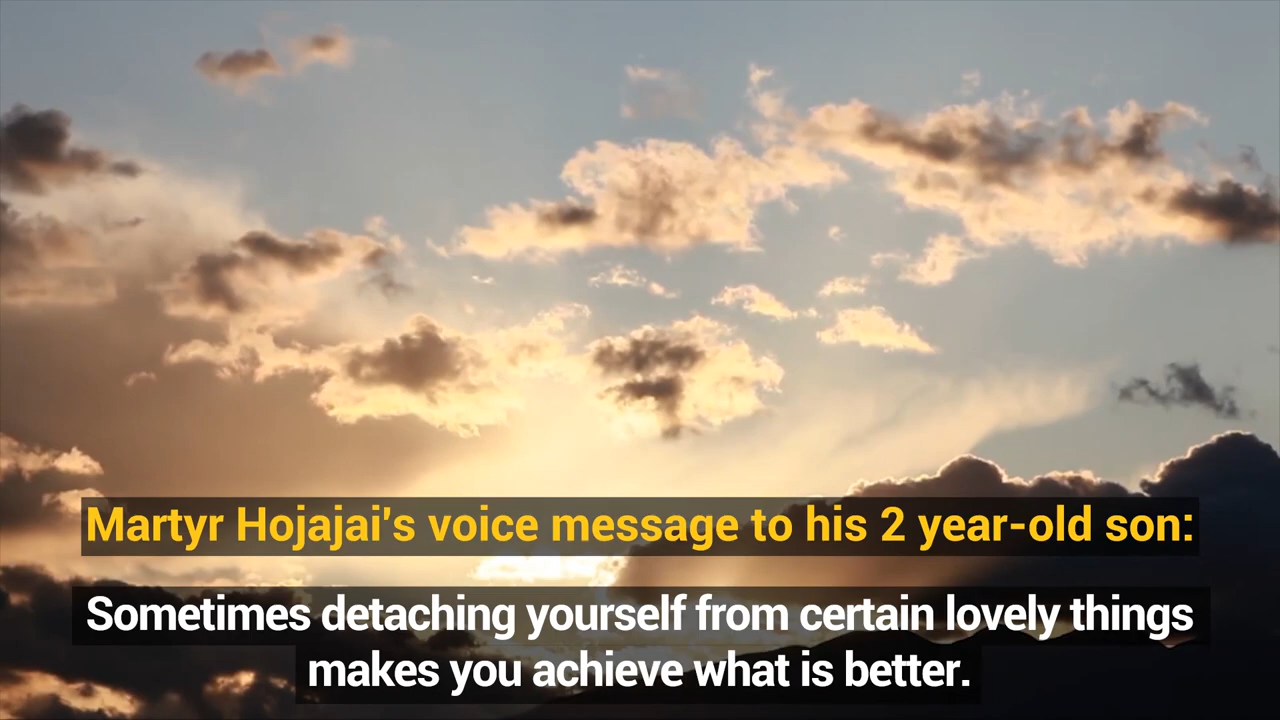 Martyr Hojajai's voice message to his 2 year-old son:
Sometimes detaching yourself from certain lovely things
makes you achieve what is better.